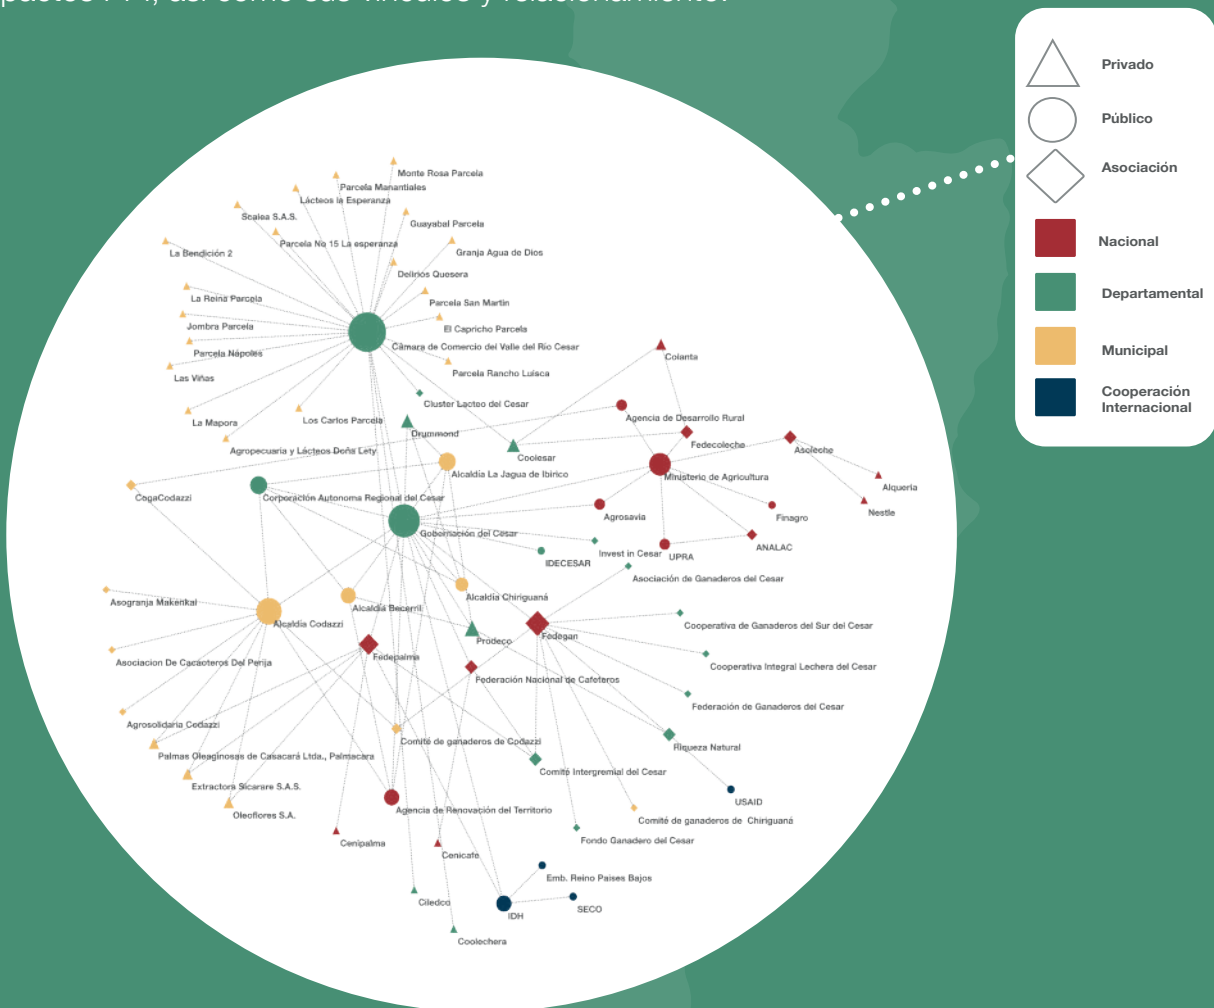 así como sus vínculos y relacionamiento.
Privado
Público
Asociación
Nacional
Departamental
Municipal
Cooperación
Internacional
Monte Rosa Parcela
Parcela Manantiales
Lácteos la Esperanza
Scalea S.A.S.
Guayabal Parcela
Parcela No 15 La esperanza
La Bendición 2
Granja Agua de Dios
Delirios Quesera
La Reina Parcela
Parcela San Martin
Jombra Parcela
El Capricho Parcela
Cámara de Comercio del Valle del Río Cesar
Parcela Nápoles
Colanta
Parcela Rancho Luisca
Las Viñas
Cluster Lacteo del Cesar
La Mapora
Los Carlos Parcela
Agencia de Desarrollo Rural
Drummond
Fedecoleche
Agropecuaria y Lácteos Doña Lety
Coolesar
Asoleche
Alcaldía La Jagua de Ibirico
Ministerio de Agricultura
Alqueria
CogaCodazzi
Corporación Autonoma Regional del Cesar
Nestle
Agrosavia
Finagro
Gobernación del Cesar
Invest in Cesar
UPRA
ANALAC
IDECESAR
Asociación de Ganaderos del Cesar
Alcaldía Chiriguaná
Asogranja Makenkal
Alcaldía Becerril
Alcaldía Codazzi
Cooperativa de Ganaderos del Sur del Cesar
Prodeco
Fedegan
Fedepalma
Asociacion De Cacaoteros Del Perija
Cooperativa Integral Lechera del Cesar
Federación Nacional de Cafeteros
Federación de Ganaderos del Cesar
Agrosolidaria Codazzi
Comité de ganaderos de Codazzi
Riqueza Natural
Palmas Oleaginosas de Casacará Ltda., Palmacara
Comité Intergremial del Cesar
Extractora Sicarare S.A.S.
USAID
Agencia de Renovación del Territorio
Oleoflores S.A.
Comité de ganaderos de Chiriguaná
Cenipalma
Fondo Ganadero del Cesar
Cenicafé
Emb. Reino Paises Bajos
Ciledco
SECO
IDH
Coolechera